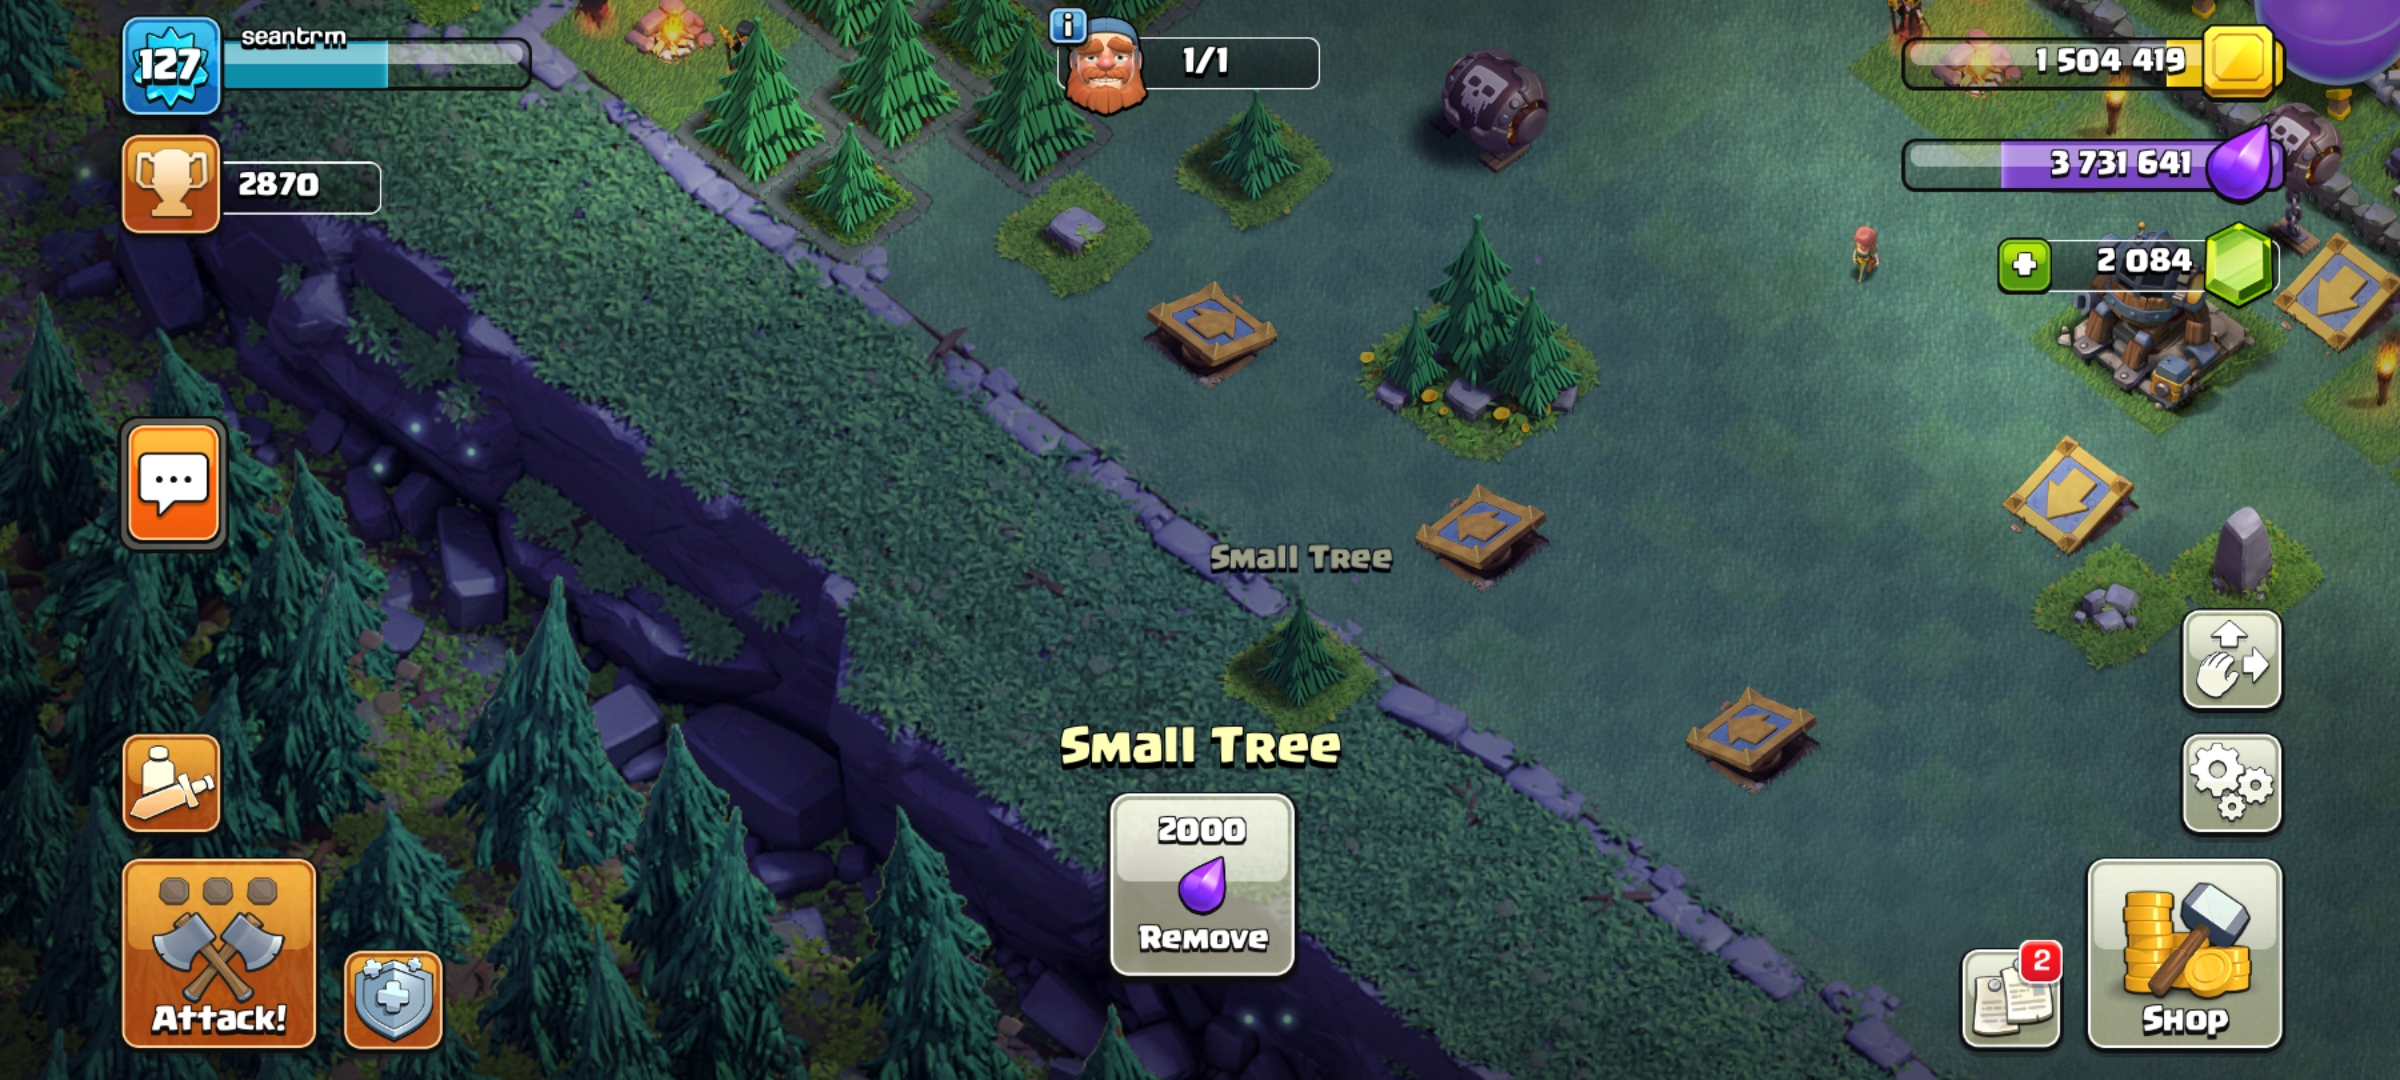 127
seantrm
1/1
1 504 419
2870
3 731 641
2 084
Small Tree
Small Tree
2000
Remove
Attack!
2
Shop